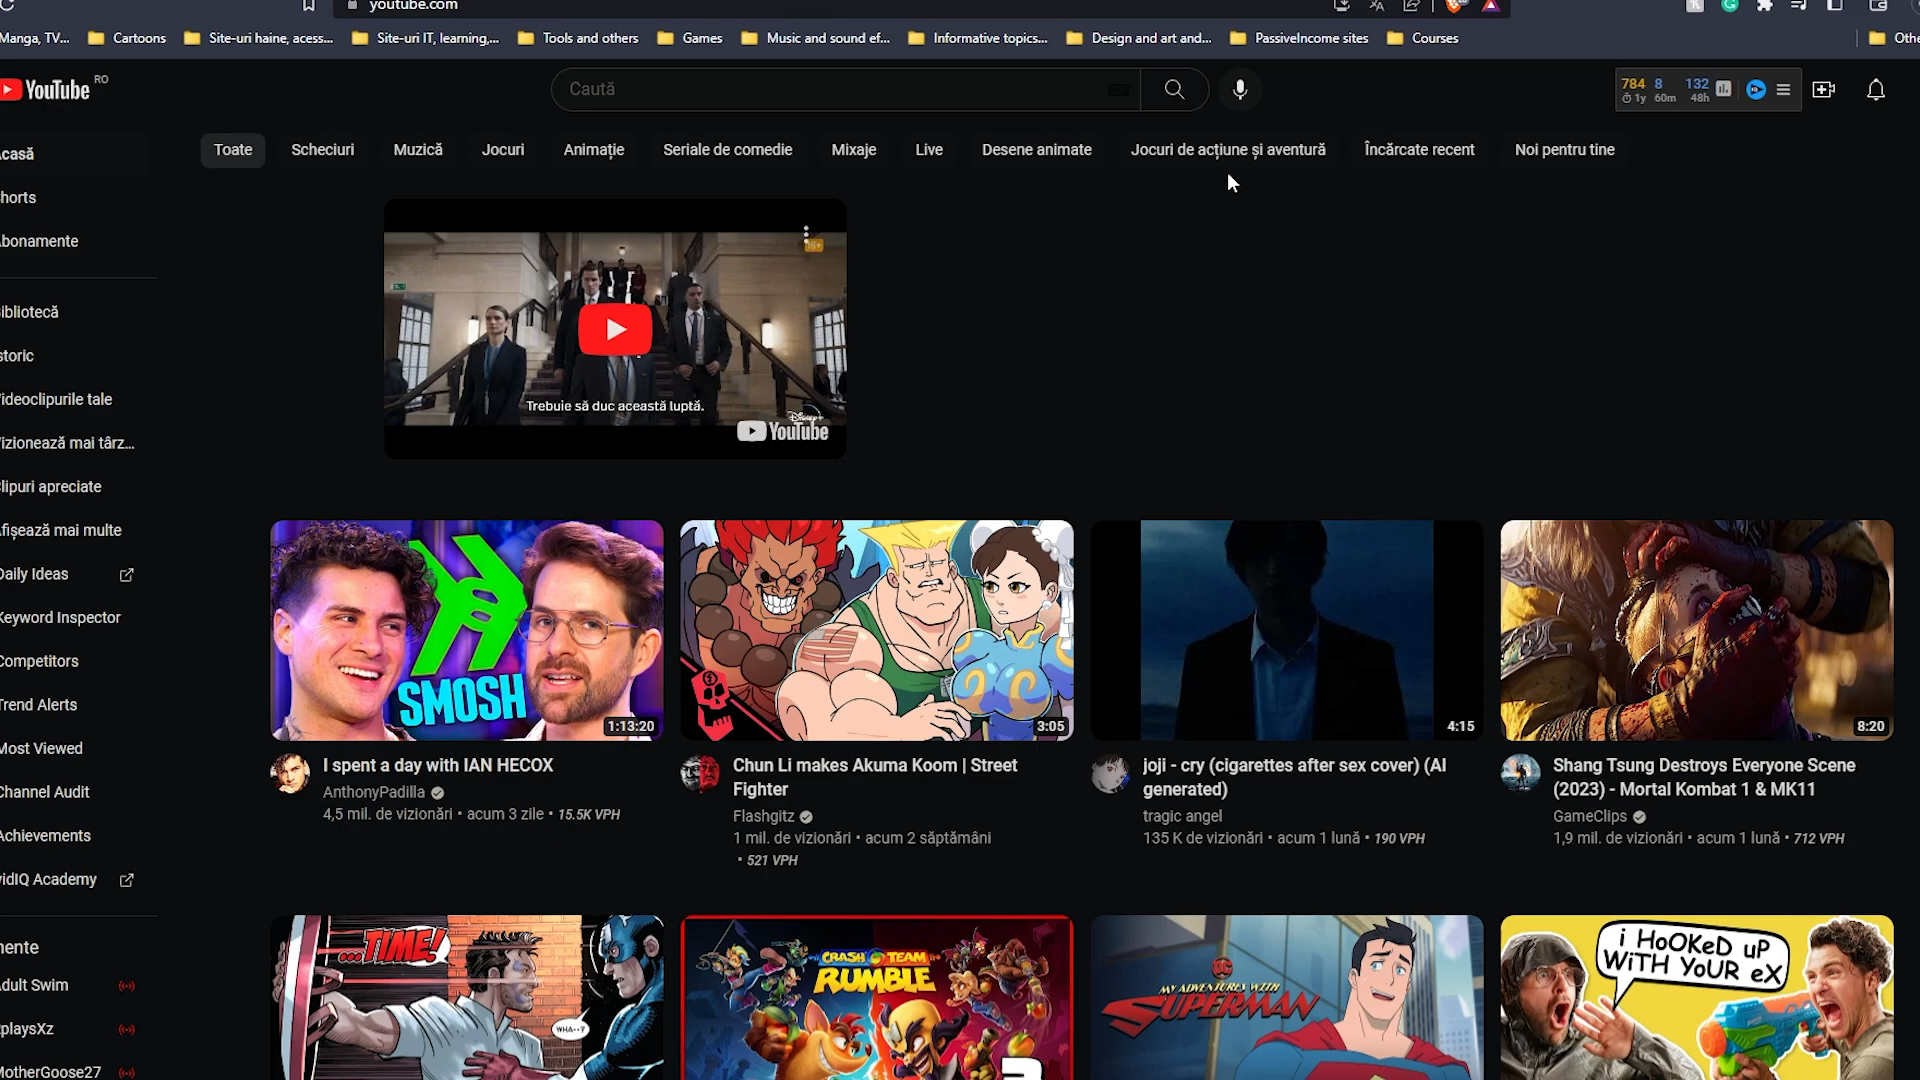 youtube.com
Manga, TV...
Cartoons
Site-uri haine, acess...
Site-uri IT, learning,...
Tools and others
Games
Music and sound ef...
Informative topics...
Design and art and...
PassiveIncome sites
Courses
Othe
YouTube RO
Caută
784 8 132
1y 60m 48h
Toate
Scheciuri
Muzică
Jocuri
Animație
Seriale de comedie
Mixaje
Live
Desene animate
Jocuri de acțiune și aventură
Încărcate recent
Noi pentru tine
casă
horts
bonamente
ibliotecă
storic
ideoclipurile tale
izionează mai târz...
lipuri apreciate
fișează mai multe
Daily Ideas
Keyword Inspector
Competitors
Trend Alerts
Most Viewed
Channel Audit
Achievements
vidIQ Academy
nente
dult Swim
playsXz
MotherGoose27
16+
Trebuie să duc această luptă.
Disney+
YouTube
SMOSH
1:13:20
I spent a day with IAN HECOX
AnthonyPadilla
4,5 mil. de vizionări • acum 3 zile • 15.5K VPH
3:05
Chun Li makes Akuma Koom | Street
Fighter
Flashgitz
1 mil. de vizionări • acum 2 săptămâni
• 521 VPH
4:15
joji - cry (cigarettes after sex cover) (AI
generated)
tragic angel
135 K de vizionări • acum 1 lună • 190 VPH
8:20
Shang Tsung Destroys Everyone Scene
(2023) - Mortal Kombat 1 & MK11
GameClips
1,9 mil. de vizionări • acum 1 lună • 712 VPH
...TIME!
WHA--?
CRASH TEAM
RUMBLE
DC
MY ADVENTURES WITH
SUPERMAN
i HoOKeD uP
WiTH YoUR eX